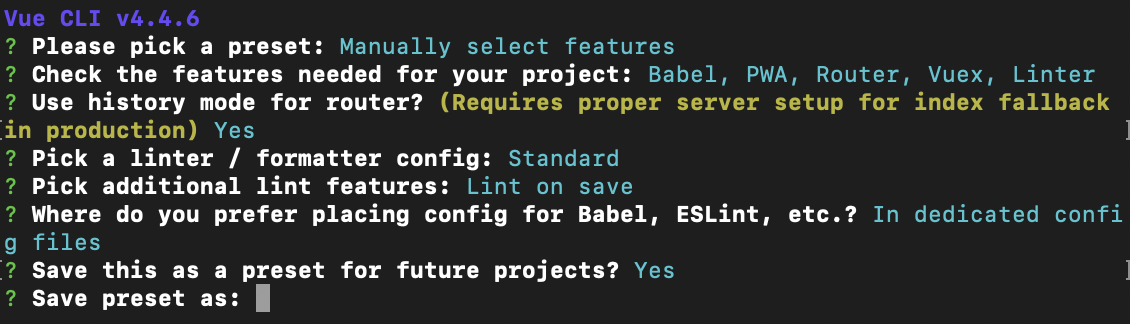 Vue CLI v4.4.6
? Please pick a preset: Manually select features
? Check the features needed for your project: Babel, PWA, Router, Vuex, Linter
? Use history mode for router? (Requires proper server setup for index fallback
[in production) Yes ]
? Pick a linter / formatter config: Standard
? Pick additional lint features: Lint on save
? Where do you prefer placing config for Babel, ESLint, etc.? In dedicated confi
g files
[? Save this as a preset for future projects? Yes ]
? Save preset as: